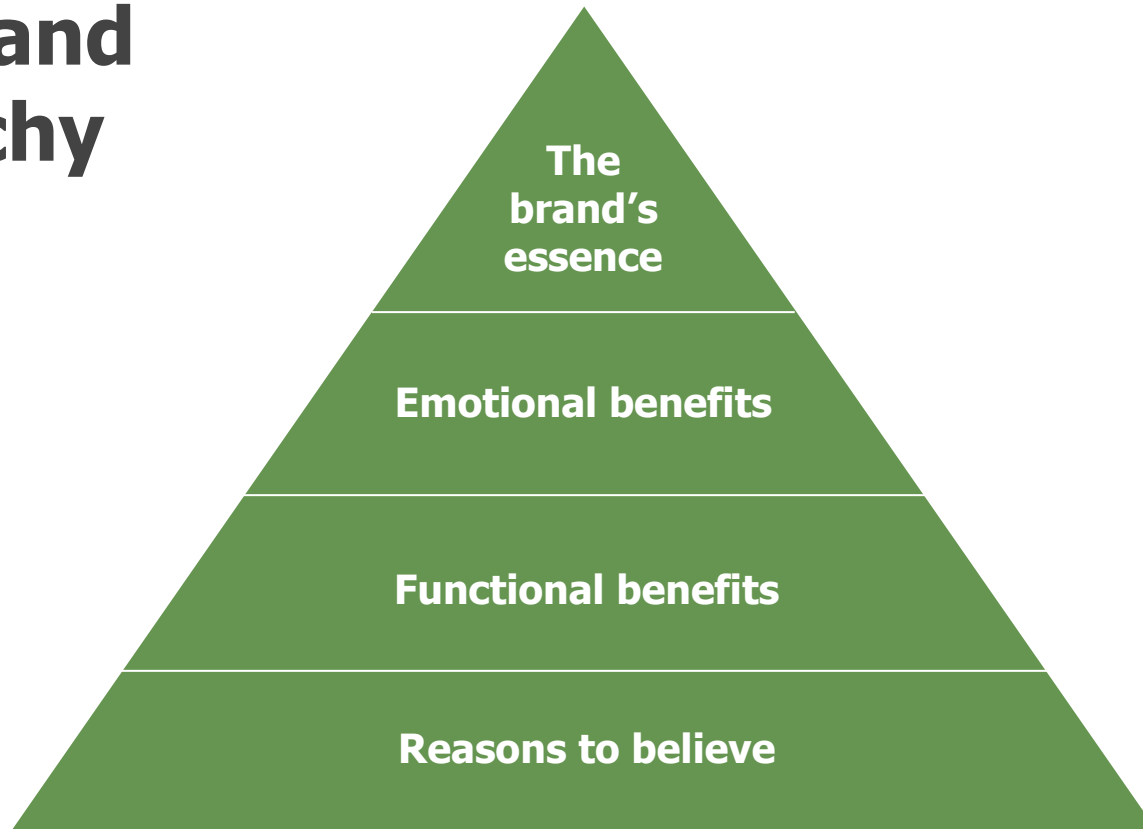 and
chy
The
brand’s
essence
Emotional benefits
Functional benefits
Reasons to believe